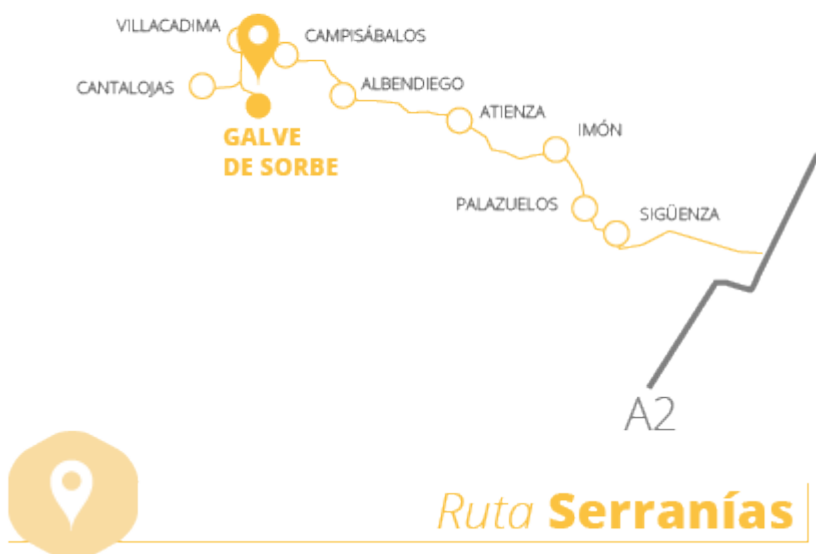 VILLACADIMA
CAMPISÁBALOS
CANTALOJAS
ALBENDIEGO
ATIENZA
GALVE
DE SORBE
IMÓN
PALAZUELOS
SIGÜENZA
A2
Ruta Serranías